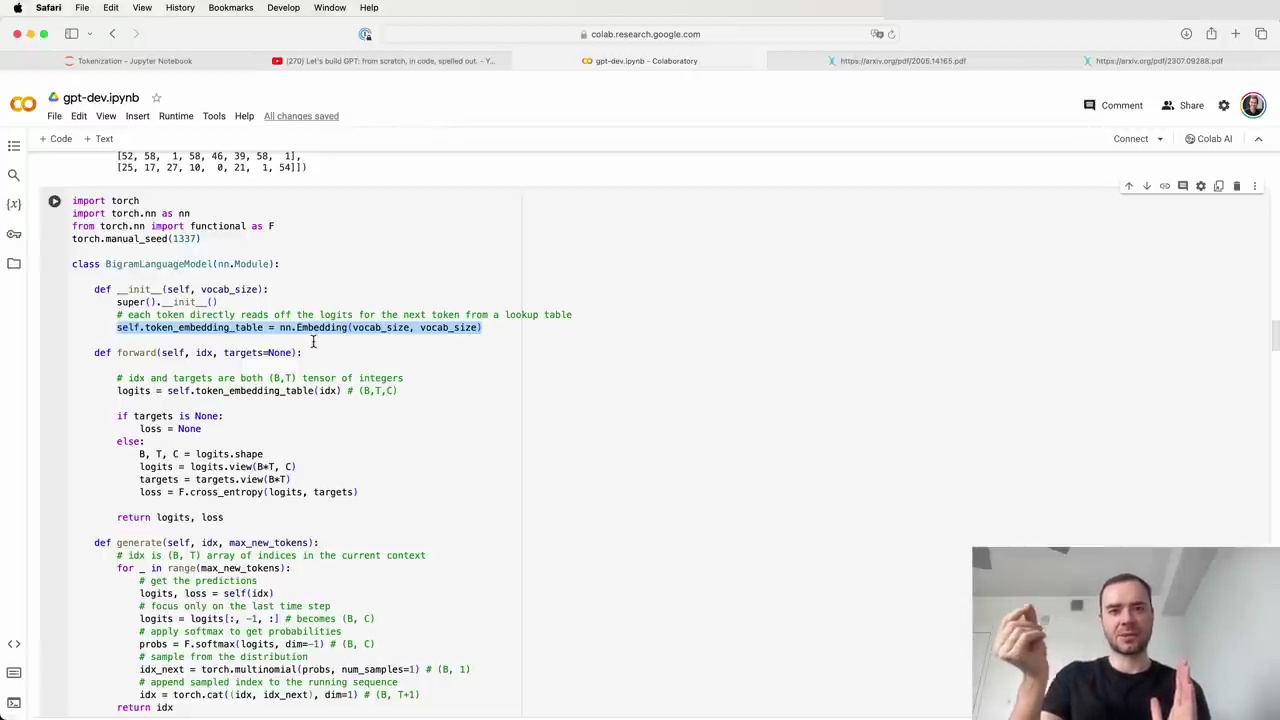 Safari File Edit View History Bookmarks Develop Window Help
colab.research.google.com
Tokenization - Jupyter Notebook
(270) Let's build GPT: from scratch, in code, spelled out. - Y...
gpt-dev.ipynb - Colaboratory
https://arxiv.org/pdf/2005.14165.pdf
https://arxiv.org/pdf/2307.09288.pdf
gpt-dev.ipynb
Comment Share
File Edit View Insert Runtime Tools Help All changes saved
+ Code + Text
Connect Colab AI
[52, 58, 1, 58, 46, 39, 58, 1],
[25, 17, 27, 10, 0, 21, 1, 54]])
import torch
import torch.nn as nn
from torch.nn import functional as F
torch.manual_seed(1337)
class BigramLanguageModel(nn.Module):
def __init__(self, vocab_size):
super().__init__()
# each token directly reads off the logits for the next token from a lookup table
self.token_embedding_table = nn.Embedding(vocab_size, vocab_size)
def forward(self, idx, targets=None):
# idx and targets are both (B,T) tensor of integers
logits = self.token_embedding_table(idx) # (B,T,C)
if targets is None:
loss = None
else:
B, T, C = logits.shape
logits = logits.view(B*T, C)
targets = targets.view(B*T)
loss = F.cross_entropy(logits, targets)
return logits, loss
def generate(self, idx, max_new_tokens):
# idx is (B, T) array of indices in the current context
for _ in range(max_new_tokens):
# get the predictions
logits, loss = self(idx)
# focus only on the last time step
logits = logits[:, -1, :] # becomes (B, C)
# apply softmax to get probabilities
probs = F.softmax(logits, dim=-1) # (B, C)
# sample from the distribution
idx_next = torch.multinomial(probs, num_samples=1) # (B, 1)
# append sampled index to the running sequence
idx = torch.cat((idx, idx_next), dim=1) # (B, T+1)
return idx